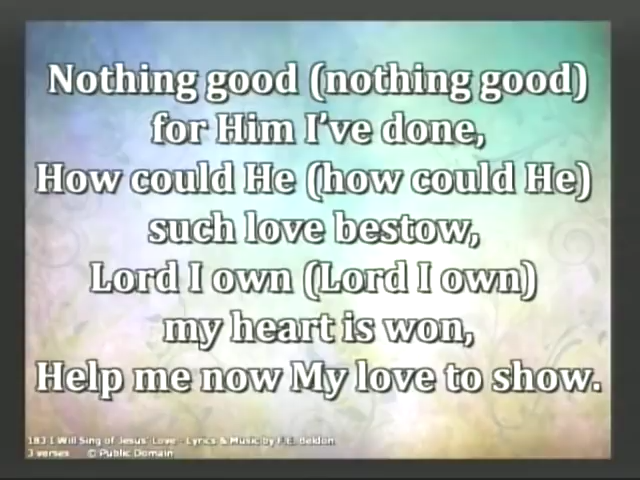 Nothing good (nothing good)
for Him I've done,
How could He (how could He)
such love bestow,
Lord I own (Lord I own)
my heart is won,
Help me now My love to show.
183 I Will Sing of Jesus' Love - Lyrics & Music by F.E. Beldon
3 verses © Public Domain